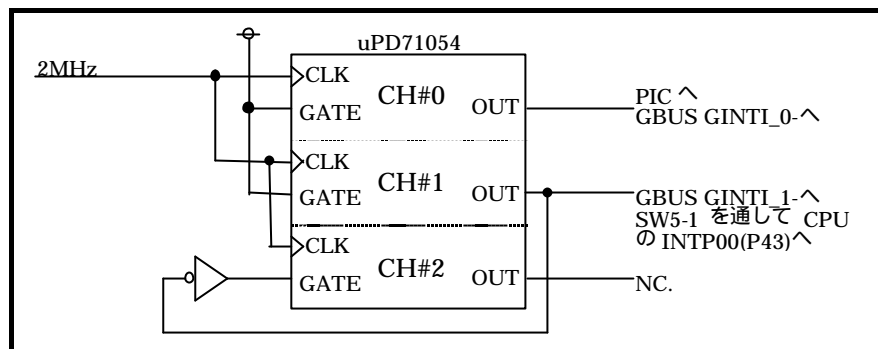 uPD71054
2MHz
CLK
CH#0
GATE
OUT
PIC へ
GBUS GINTI_0-へ
CLK
CH#1
GATE
OUT
GBUS GINTI_1-へ
SW5-1 を通して CPU
の INTP00(P43)へ
CLK
CH#2
GATE
OUT
NC.